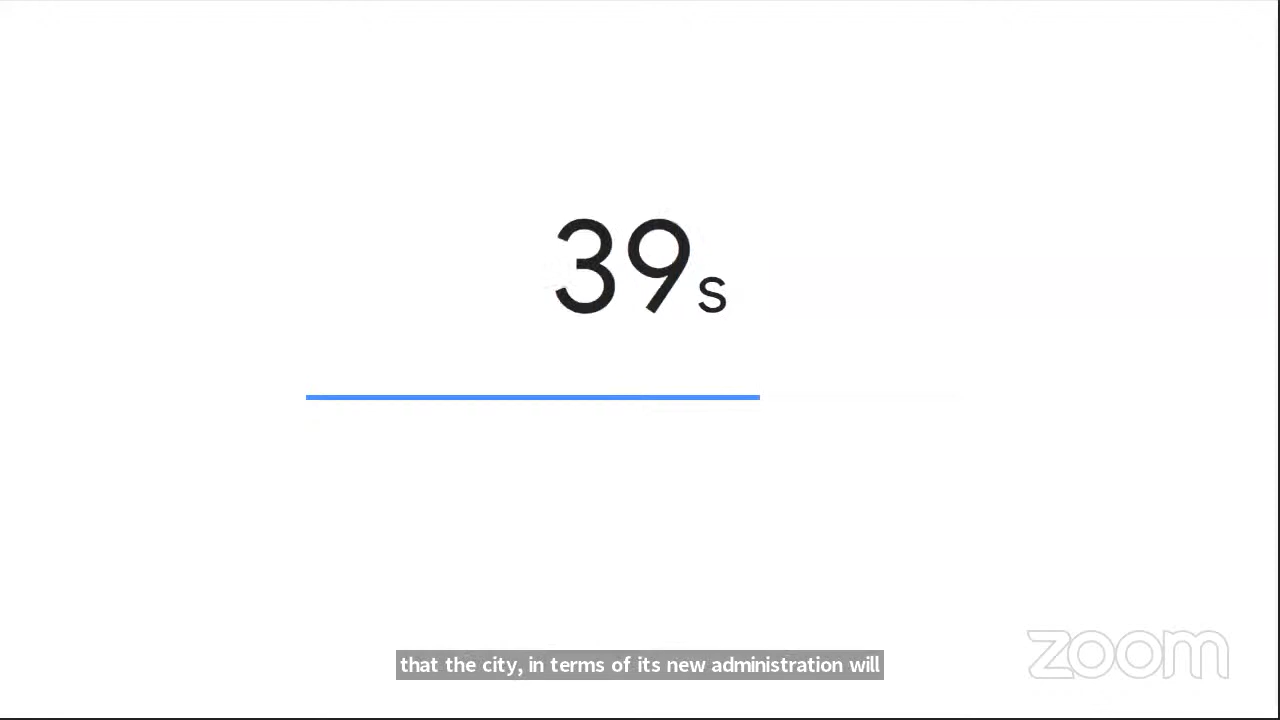 39s
that the city, in terms of its new administration will
zoom